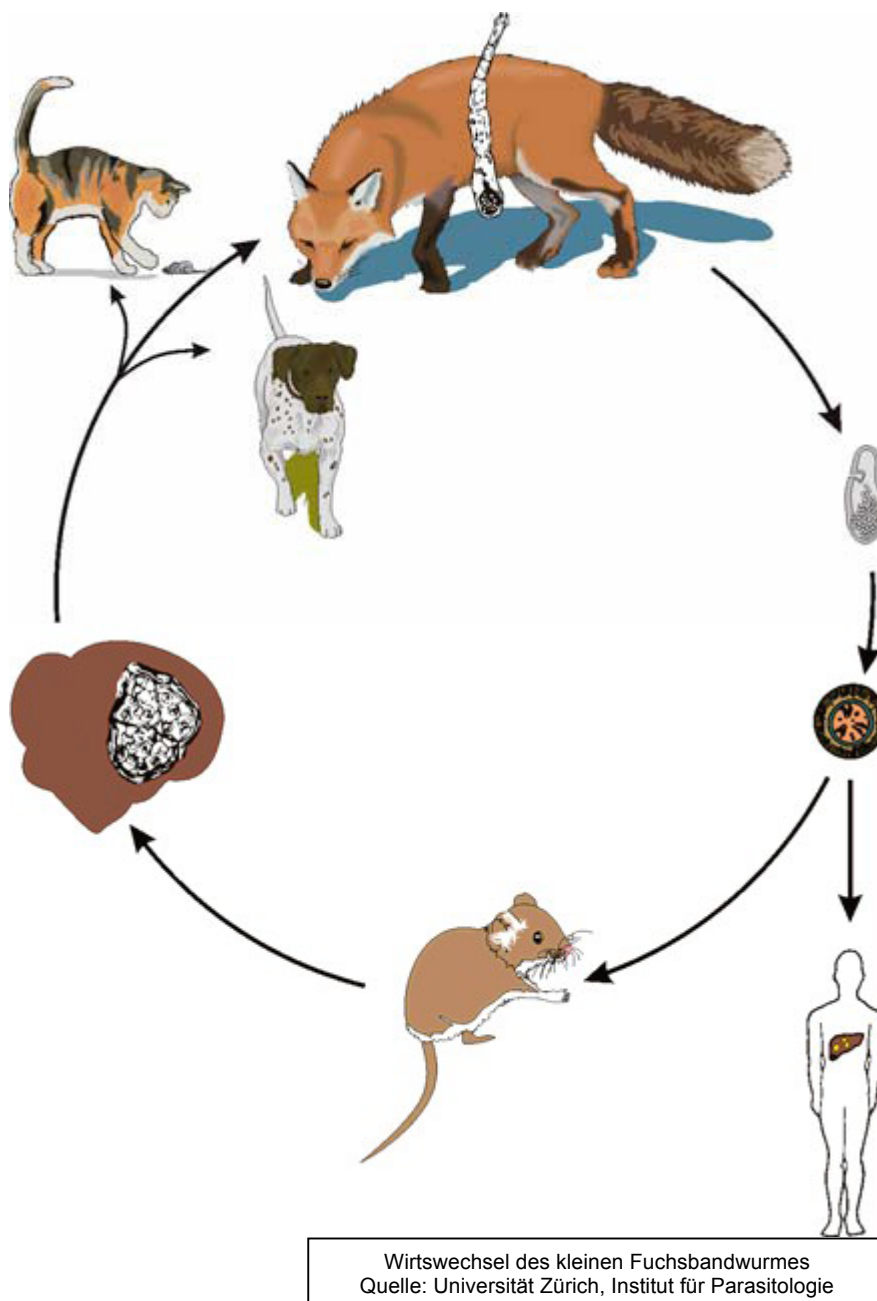 Wirtswechsel des kleinen Fuchsbandwurmes
Quelle: Universität Zürich, Institut für Parasitologie